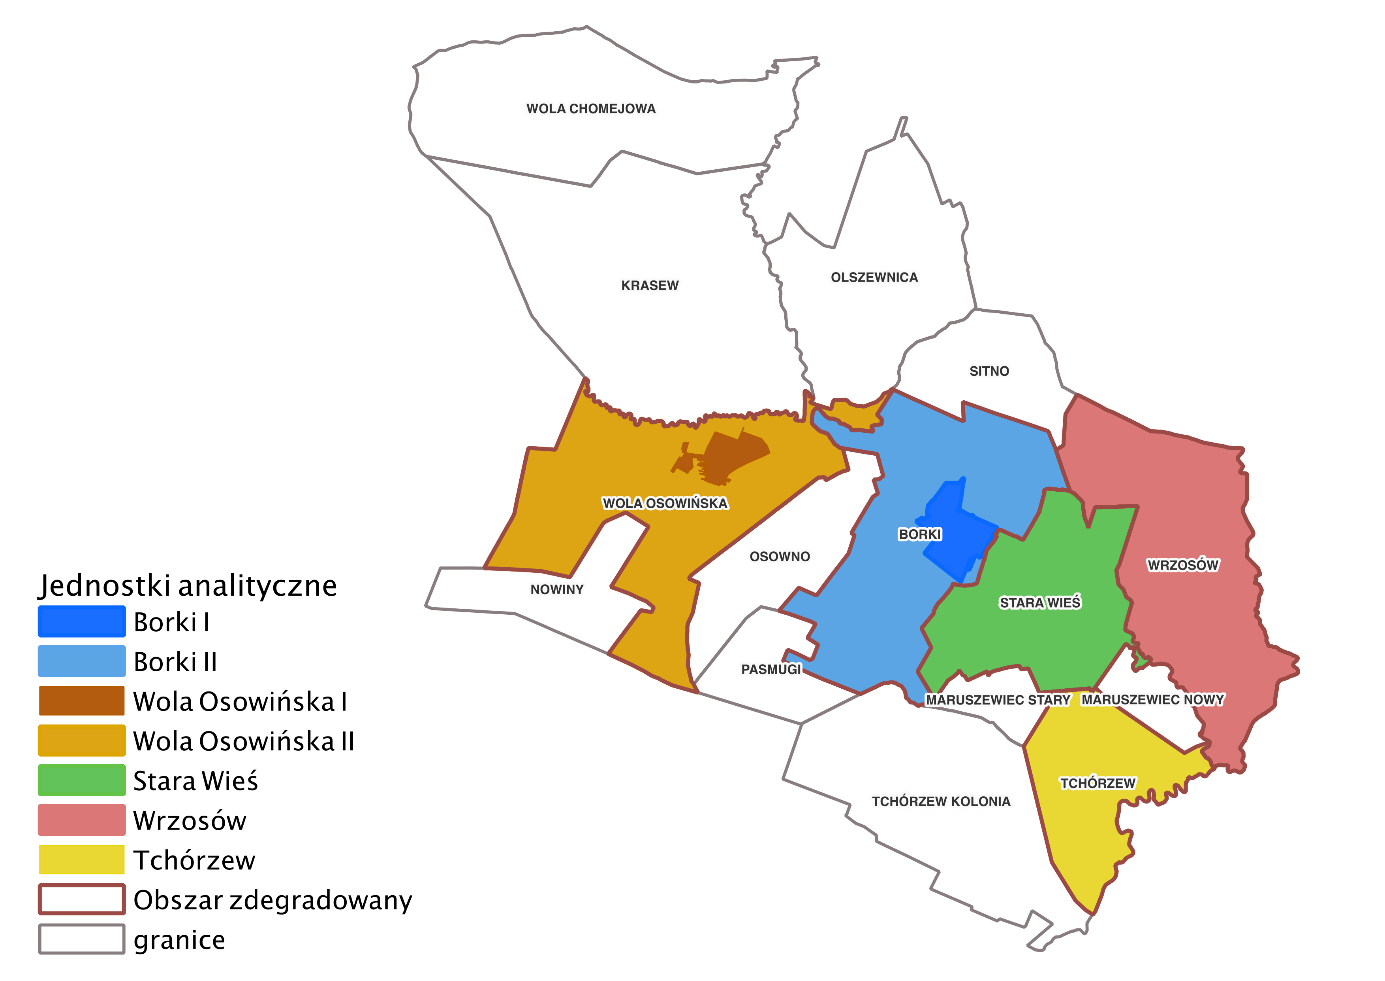 WOLA CHOMEJOWA
KRASEW
OLSZEWNICA
SITNO
WOLA OSOWIŃSKA
BORKI
OSOWNO
WRZOSÓW
NOWINY
STARA WIEŚ
PASMUGI
MARUSZEWIEC STARY
MARUSZEWIEC NOWY
TCHÓRZEW
TCHÓRZEW KOLONIA
Jednostki analityczne
Borki I
Borki II
Wola Osowińska I
Wola Osowińska II
Stara Wieś
Wrzosów
Tchórzew
Obszar zdegradowany
granice